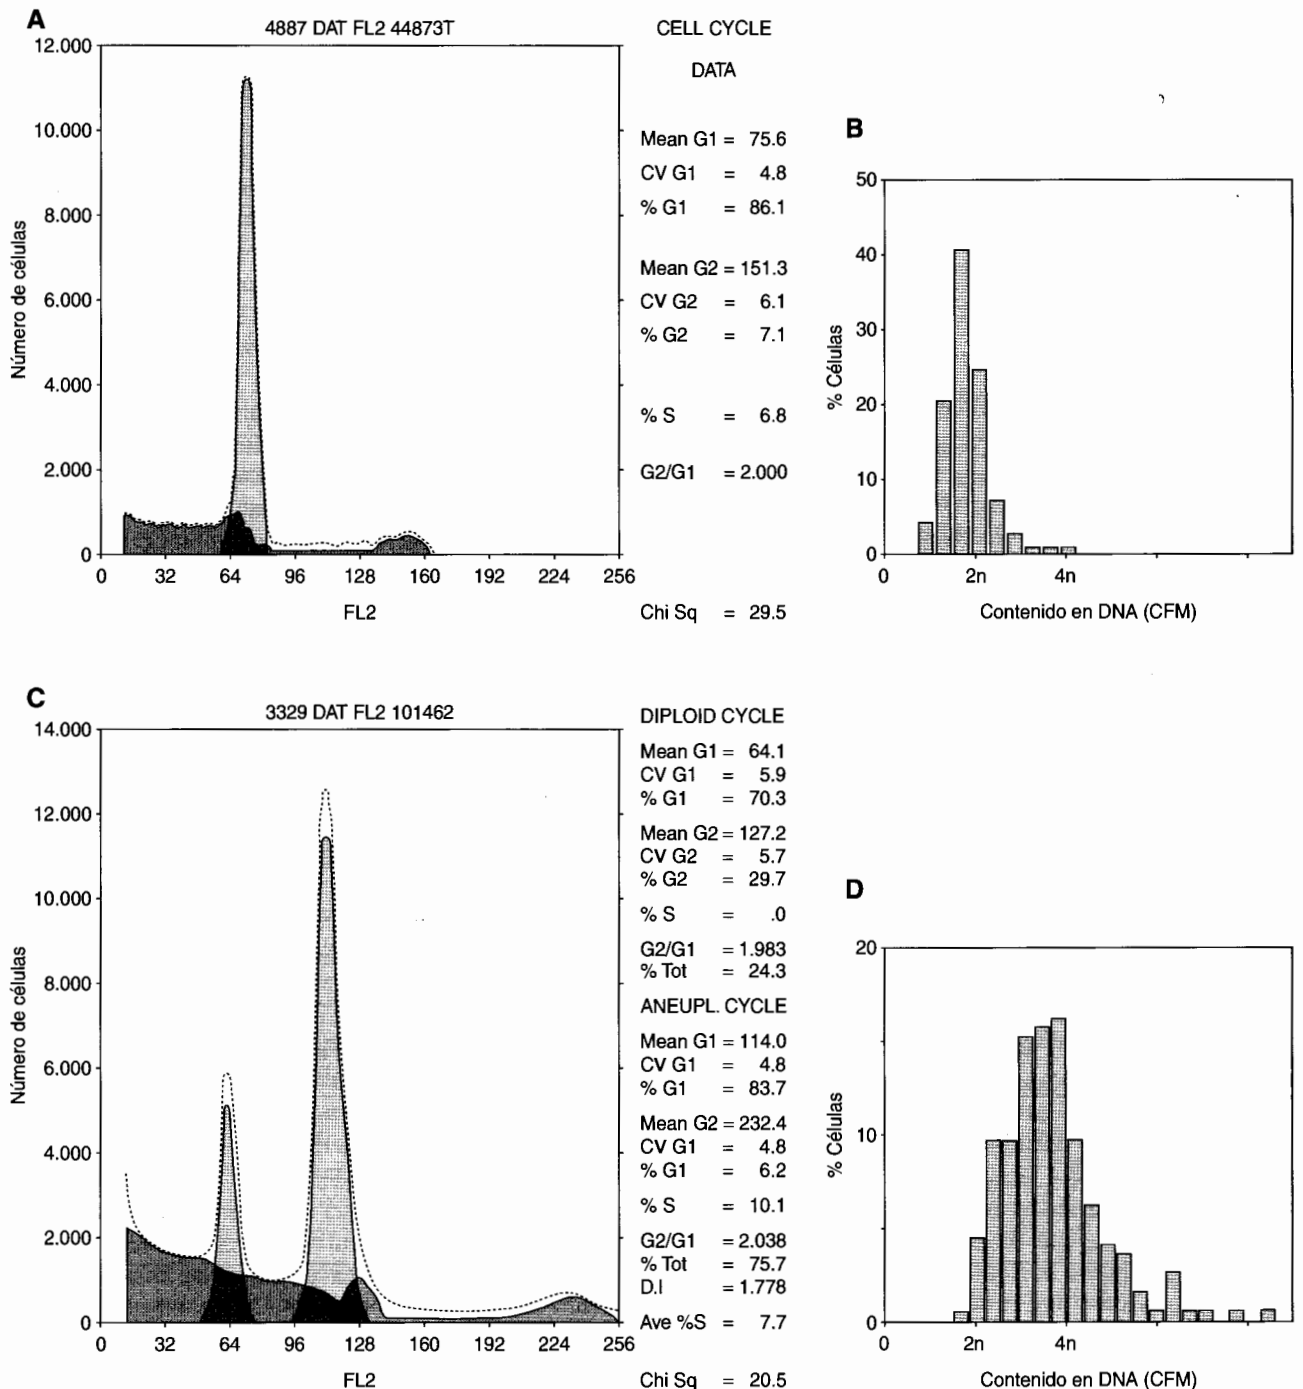 A
4887 DAT FL2 44873T
12.000
10.000
8.000
6.000
4.000
2.000
0
Número de células
0 32 64 96 128 160 192 224 256
FL2
CELL CYCLE
DATA
Mean G1 = 75.6
CV G1 = 4.8
% G1 = 86.1
Mean G2 = 151.3
CV G2 = 6.1
% G2 = 7.1
% S = 6.8
G2/G1 = 2.000
Chi Sq = 29.5
B
50
40
30
20
10
0
% Células
0 2n 4n
Contenido en DNA (CFM)
C
3329 DAT FL2 101462
14.000
12.000
10.000
8.000
6.000
4.000
2.000
0
Número de células
0 32 64 96 128 160 192 224 256
FL2
DIPLOID CYCLE
Mean G1 = 64.1
CV G1 = 5.9
% G1 = 70.3
Mean G2 = 127.2
CV G2 = 5.7
% G2 = 29.7
% S = .0
G2/G1 = 1.983
% Tot = 24.3
ANEUPL. CYCLE
Mean G1 = 114.0
CV G1 = 4.8
% G1 = 83.7
Mean G2 = 232.4
CV G1 = 4.8
% G1 = 6.2
% S = 10.1
G2/G1 = 2.038
% Tot = 75.7
D.I = 1.778
Ave %S = 7.7
Chi Sq = 20.5
D
20
10
0
% Células
0 2n 4n
Contenido en DNA (CFM)